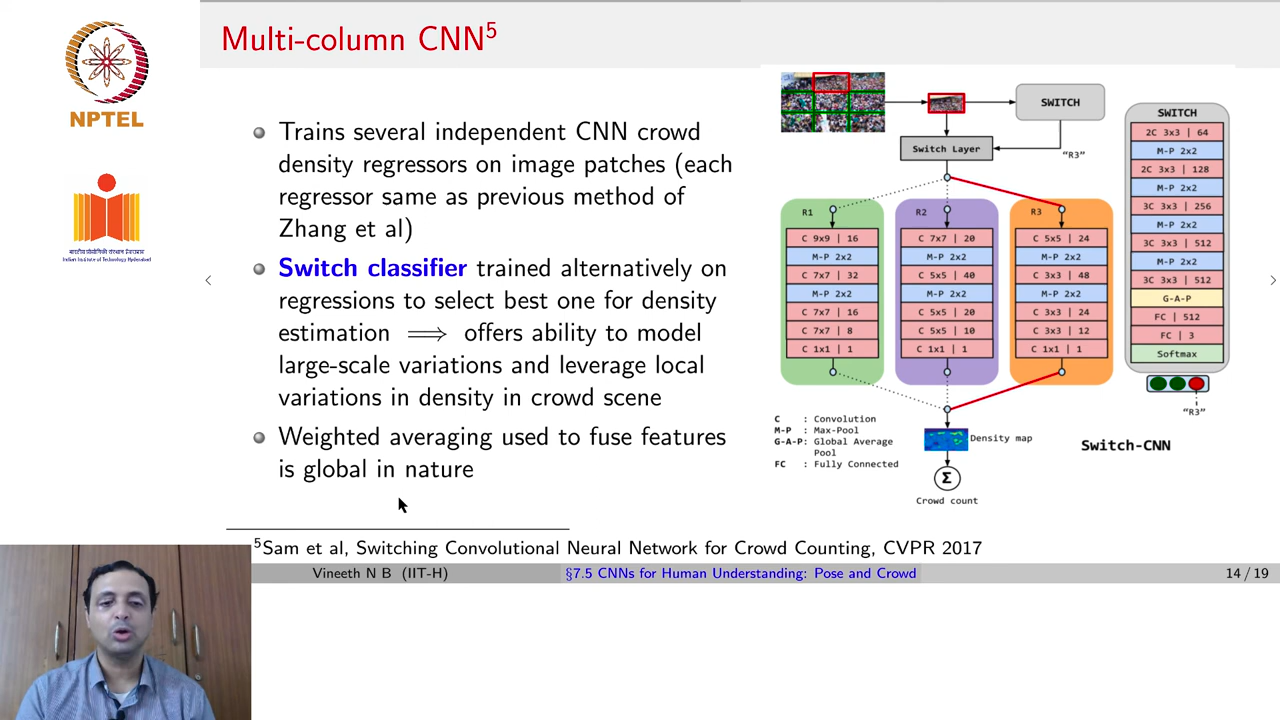 Multi-column CNN5
NPTEL
भारतीय प्रौद्योगिकी संस्थान हैदराबाद
Indian Institute of Technology Hyderabad
Trains several independent CNN crowd
density regressors on image patches (each
regressor same as previous method of
Zhang et al)
Switch classifier trained alternatively on
regressions to select best one for density
estimation ⟹ offers ability to model
large-scale variations and leverage local
variations in density in crowd scene
Weighted averaging used to fuse features
is global in nature
SWITCH
Switch Layer
"R3"
R1
C 9x9 | 16
M-P 2x2
C 7x7 | 32
M-P 2x2
C 7x7 | 16
C 7x7 | 8
C 1x1 | 1
R2
C 7x7 | 20
M-P 2x2
C 5x5 | 40
M-P 2x2
C 5x5 | 20
C 5x5 | 10
C 1x1 | 1
R3
C 5x5 | 24
M-P 2x2
C 3x3 | 48
M-P 2x2
C 3x3 | 24
C 3x3 | 12
C 1x1 | 1
SWITCH
2C 3x3 | 64
M-P 2x2
2C 3x3 | 128
M-P 2x2
3C 3x3 | 256
M-P 2x2
3C 3x3 | 512
M-P 2x2
3C 3x3 | 512
G-A-P
FC | 512
FC | 3
Softmax
"R3"
C : Convolution
M-P : Max-Pool
G-A-P: Global Average
Pool
FC : Fully Connected
Density map
Σ
Crowd count
Switch-CNN
5Sam et al, Switching Convolutional Neural Network for Crowd Counting, CVPR 2017
Vineeth N B (IIT-H) §7.5 CNNs for Human Understanding: Pose and Crowd 14 / 19